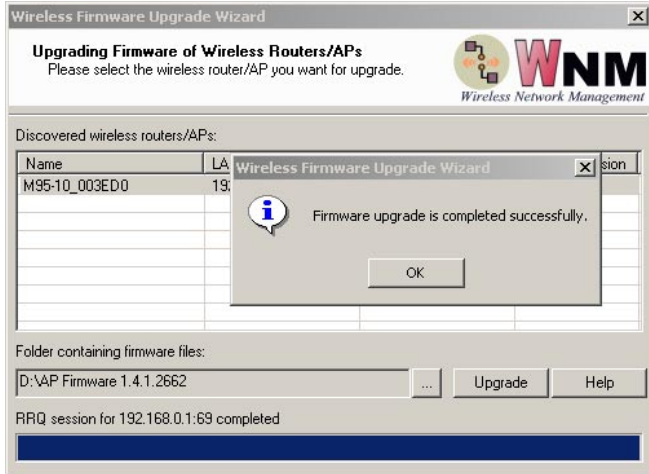 Wireless Firmware Upgrade Wizard
Upgrading Firmware of Wireless Routers/APs
Please select the wireless router/AP you want for upgrade.
WNM
Wireless Network Management
Discovered wireless routers/APs:
Name LA sion
M95-10_003ED0 192
Wireless Firmware Upgrade Wizard
Firmware upgrade is completed successfully.
OK
Folder containing firmware files:
D:\AP Firmware 1.4.1.2662 ... Upgrade Help
RRQ session for 192.168.0.1:69 completed